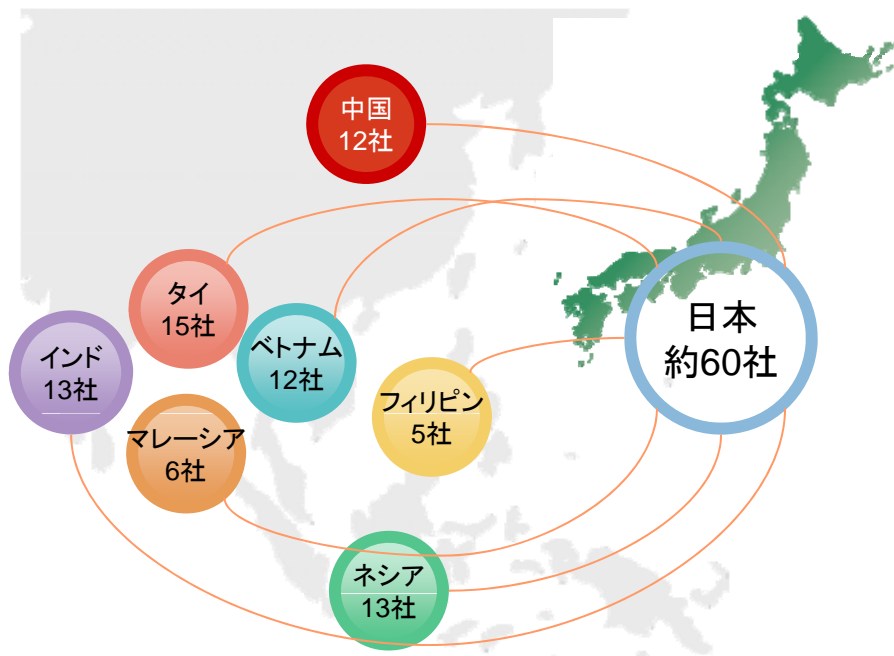 中国
12社
タイ
15社
ベトナム
12社
インド
13社
マレーシア
6社
フィリピン
5社
ネシア
13社
日本
約60社